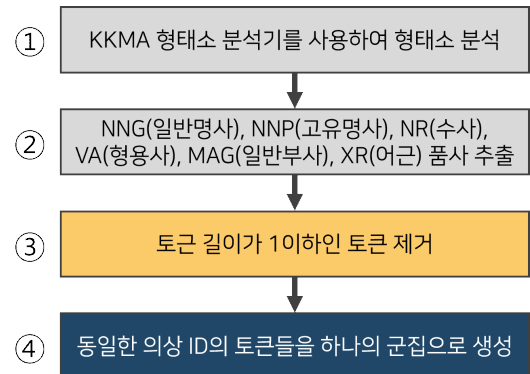 ① KKMA 형태소 분석기를 사용하여 형태소 분석
② NNG(일반명사), NNP(고유명사), NR(수사),
VA(형용사), MAG(일반부사), XR(어근) 품사 추출
③ 토근 길이가 1이하인 토큰 제거
④ 동일한 의상 ID의 토큰들을 하나의 군집으로 생성